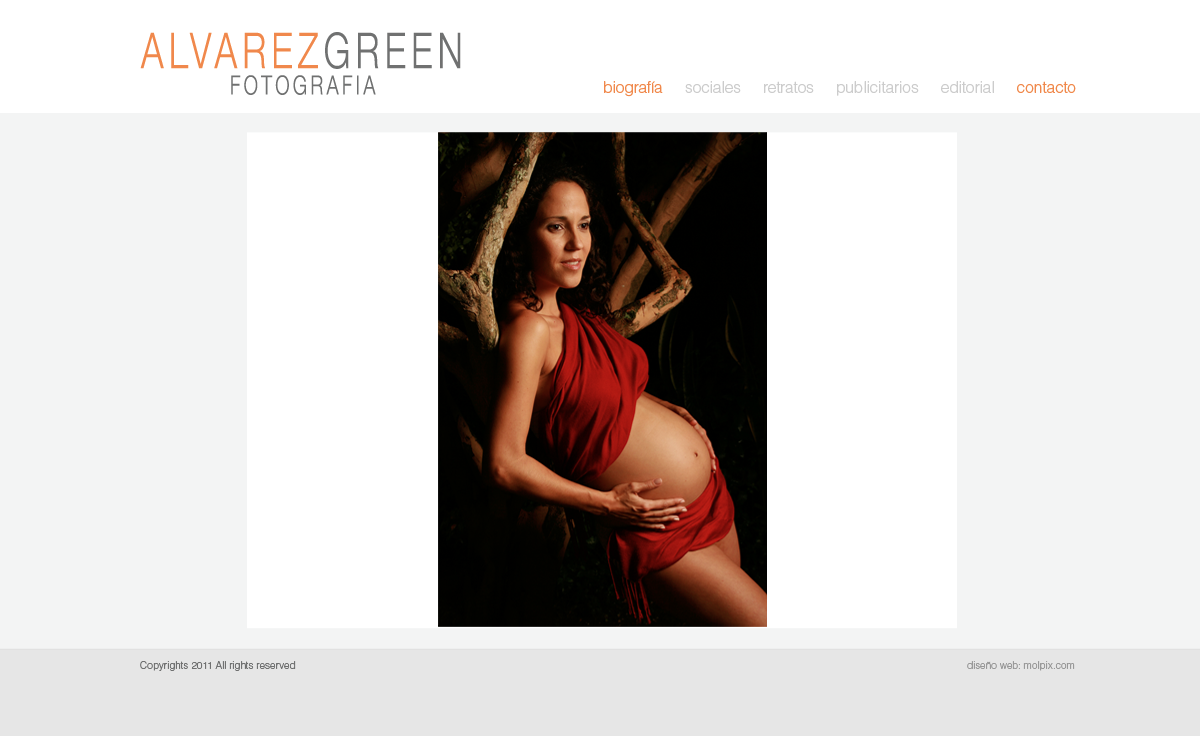 ALVAREZGREEN
FOTOGRAFIA
biografía sociales retratos publicitarios editorial contacto
Copyrights 2011 All rights reserved
diseño web: molpix.com